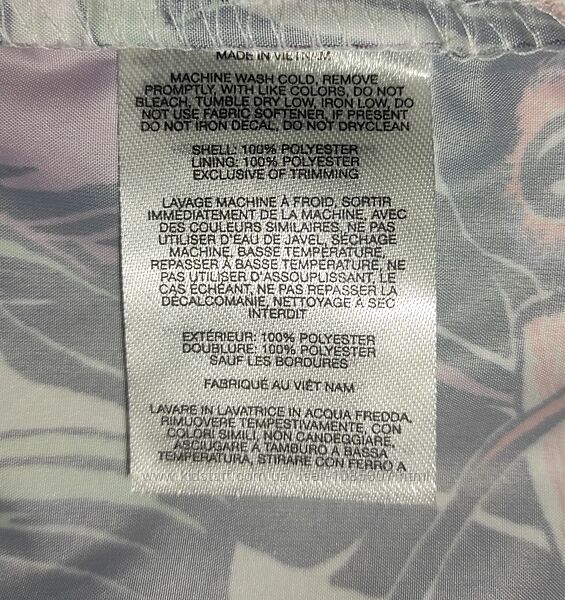 MADE IN VIETNAM
MACHINE WASH COLD, REMOVE
PROMPTLY, WITH LIKE COLORS, DO NOT
BLEACH, TUMBLE DRY LOW, IRON LOW, DO
NOT USE FABRIC SOFTENER, IF PRESENT
DO NOT IRON DECAL, DO NOT DRYCLEAN
SHELL: 100% POLYESTER
LINING: 100% POLYESTER
EXCLUSIVE OF TRIMMING
LAVAGE MACHINE À FROID, SORTIR
IMMÉDIATEMENT DE LA MACHINE, AVEC
DES COULEURS SIMILAIRES, NE PAS
UTILISER D'EAU DE JAVEL, SÉCHAGE
MACHINE, BASSE TEMPÉRATURE,
REPASSER À BASSE TEMPÉRATURE, NE
PAS UTILISER D'ASSOUPLISSANT, LE
CAS ÉCHÉANT, NE PAS REPASSER LA
DÉCALCOMANIE, NETTOYAGE À SEC
INTERDIT
EXTÉRIEUR: 100% POLYESTER
DOUBLURE: 100% POLYESTER
SAUF LES BORDURES
FABRIQUÉ AU VIÊT NAM
LAVARE IN LAVATRICE IN ACQUA FREDDA,
RIMUOVERE TEMPESTIVAMENTE, CON
COLORI SIMILI, NON CANDEGGIARE,
ASCIUGARE A TAMBURO A BASSA
TEMPERATURA, STIRARE CON FERRO A